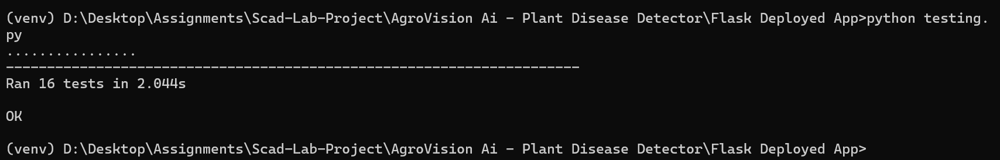 (venv) D:\Desktop\Assignments\Scad-Lab-Project\AgroVision Ai - Plant Disease Detector\Flask Deployed App>python testing.
py
................
----------------------------------------------------------------------
Ran 16 tests in 2.044s
OK
(venv) D:\Desktop\Assignments\Scad-Lab-Project\AgroVision Ai - Plant Disease Detector\Flask Deployed App>